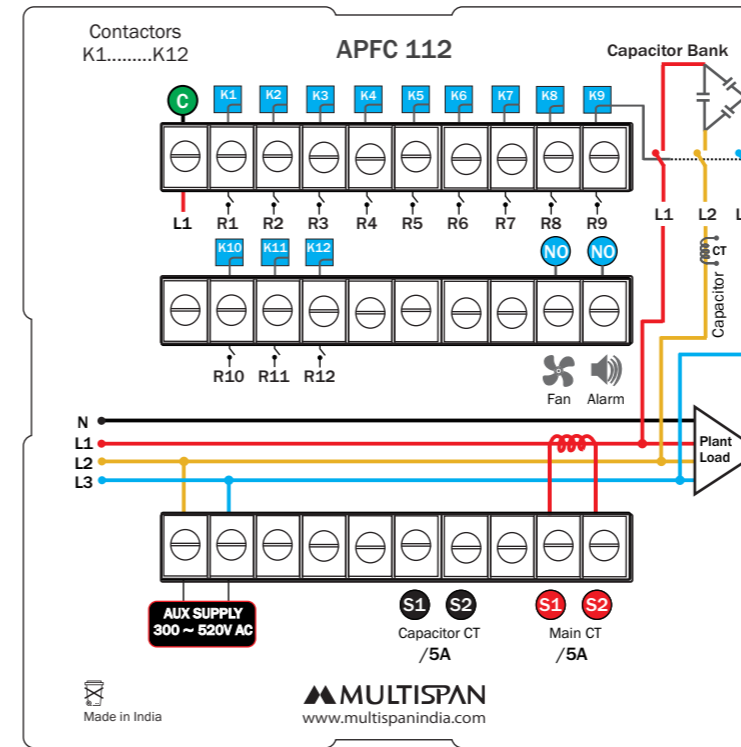 Contactors
K1.........K12
APFC 112
Capacitor Bank
C K1 K2 K3 K4 K5 K6 K7 K8 K9
L1 R1 R2 R3 R4 R5 R6 R7 R8 R9
L1 L2 L
K10 K11 K12 NO NO
CT
Capacitor
R10 R11 R12
Fan Alarm
N
L1
L2
L3
Plant
Load
AUX SUPPLY
300 ~ 520V AC
S1 S2 S1 S2
Capacitor CT Main CT
/5A /5A
Made in India
MULTISPAN
www.multispanindia.com